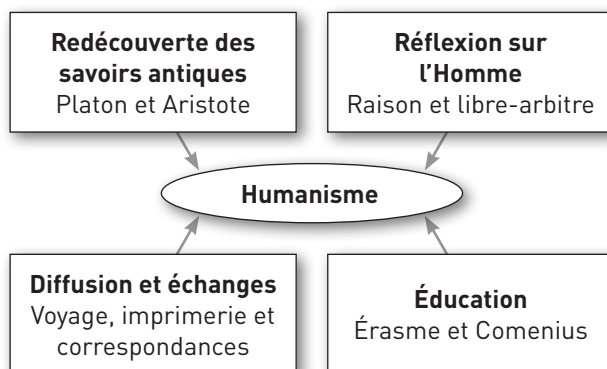 Redécouverte des
savoirs antiques
Platon et Aristote
Réflexion sur
l’Homme
Raison et libre-arbitre
Humanisme
Diffusion et échanges
Voyage, imprimerie et
correspondances
Éducation
Érasme et Comenius